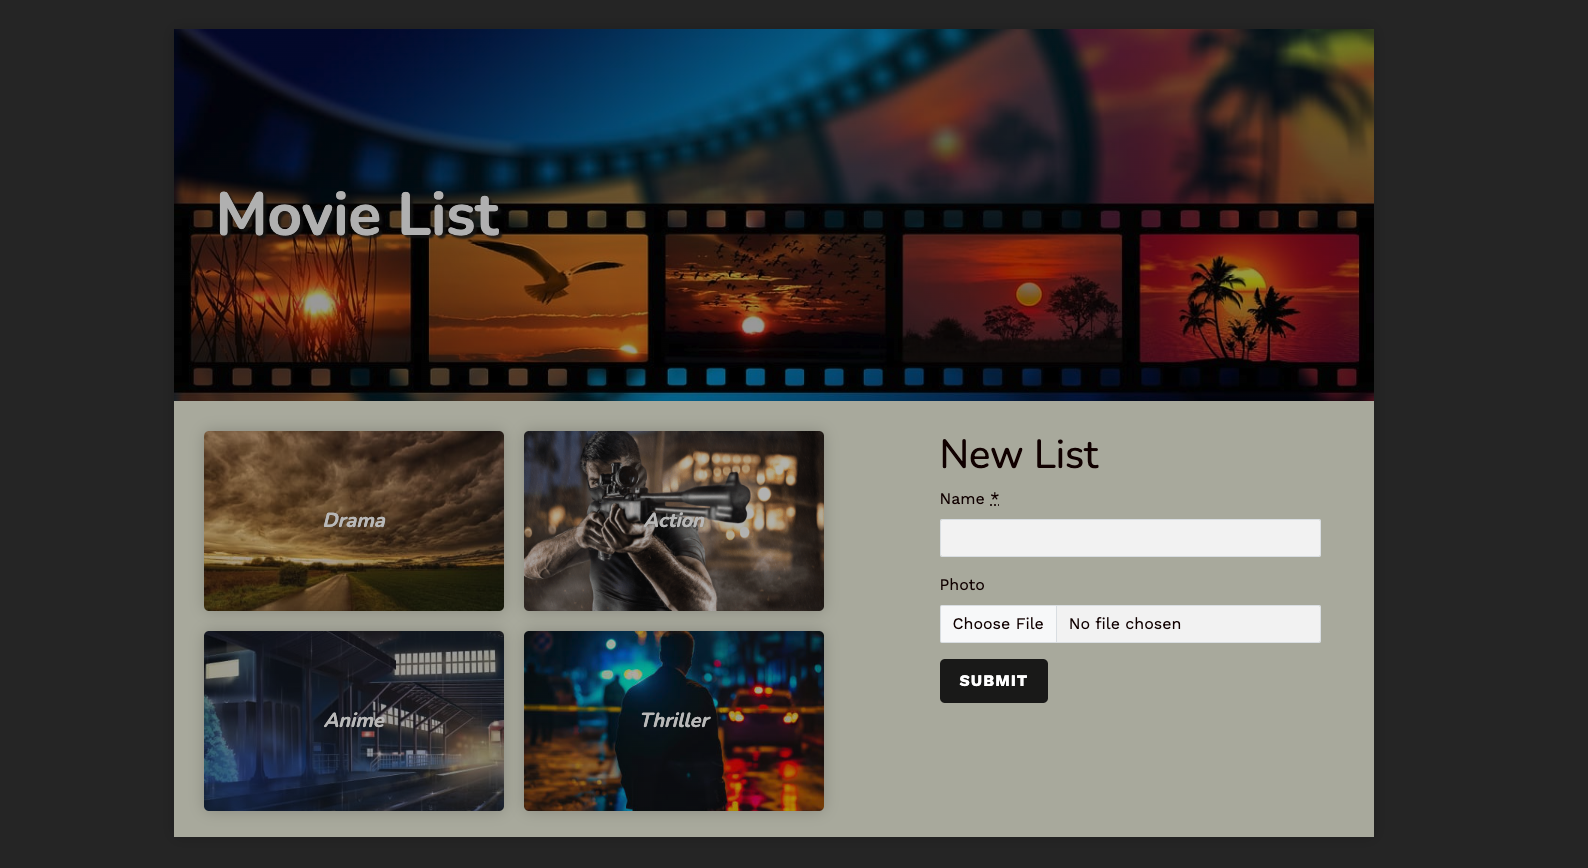 Movie List
Drama
Action
Anime
Thriller
New List
Name *
Photo
Choose File No file chosen
SUBMIT